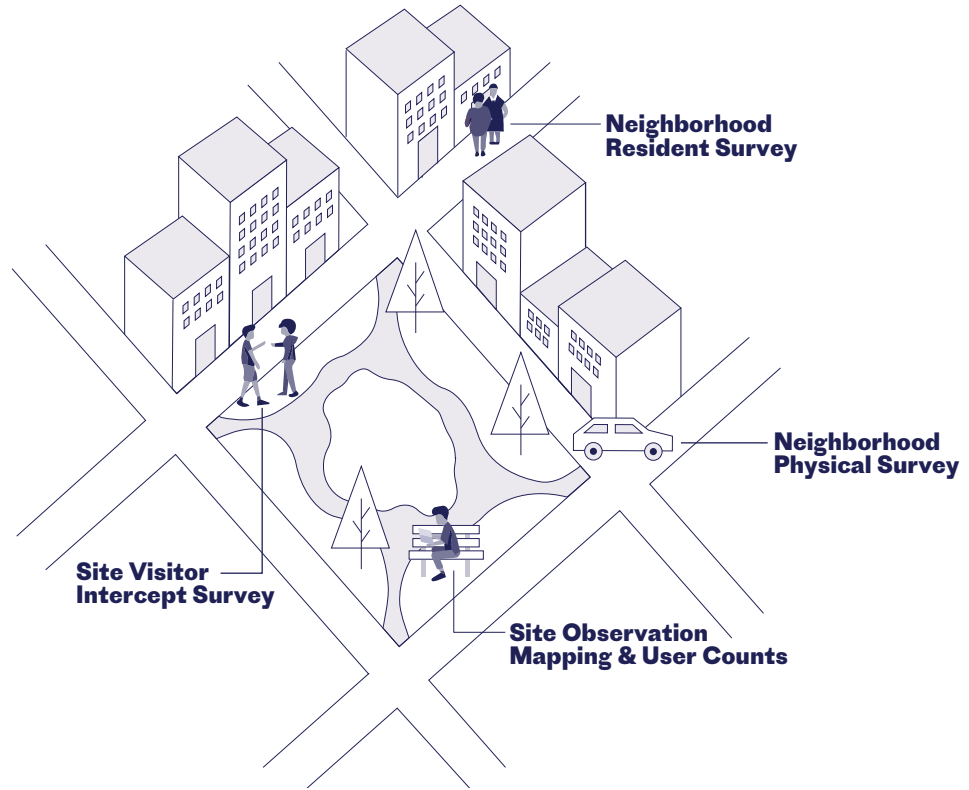 Neighborhood
Resident Survey
Neighborhood
Physical Survey
Site Visitor
Intercept Survey
Site Observation
Mapping & User Counts